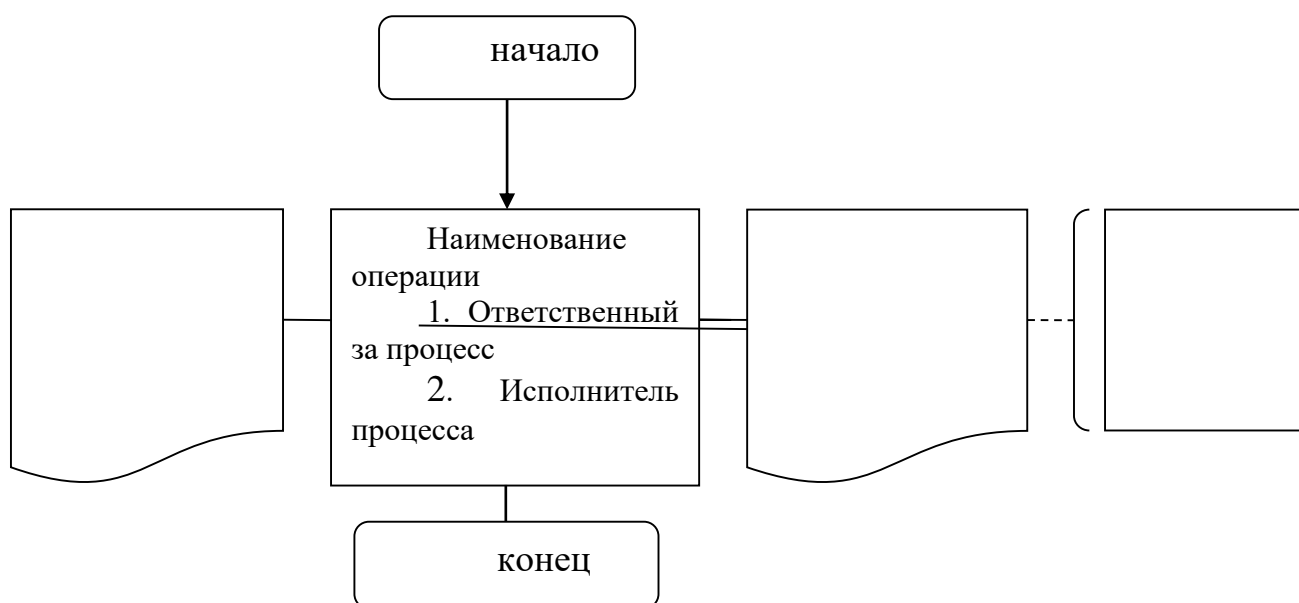 начало
Наименование
операции
1. Ответственный
за процесс
2. Исполнитель
процесса
конец